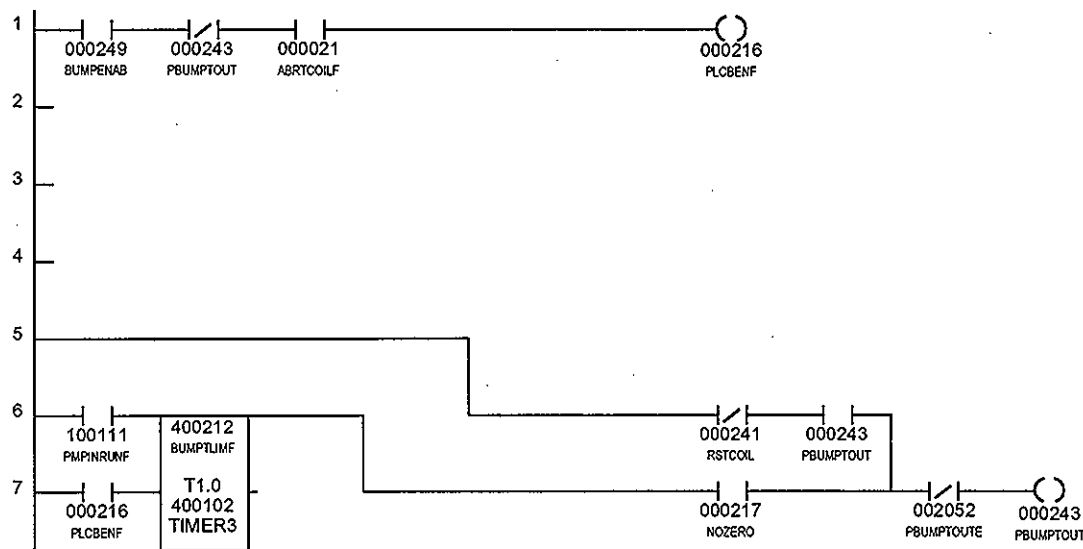 1
000249 000243 000021 000216
BUMPENAB PBUMPTOUT ABRTCOILF PLCBENF
2
3
4
5
6
100111 400212 000241 000243
PMPINRUNF BUMPTLIMF RSTCOIL PBUMPTOUT
7 T1.0
000216 400102 000217 002052 000243
PLCBENF TIMER3 NOZERO PBUMPTOUTE PBUMPTOUT